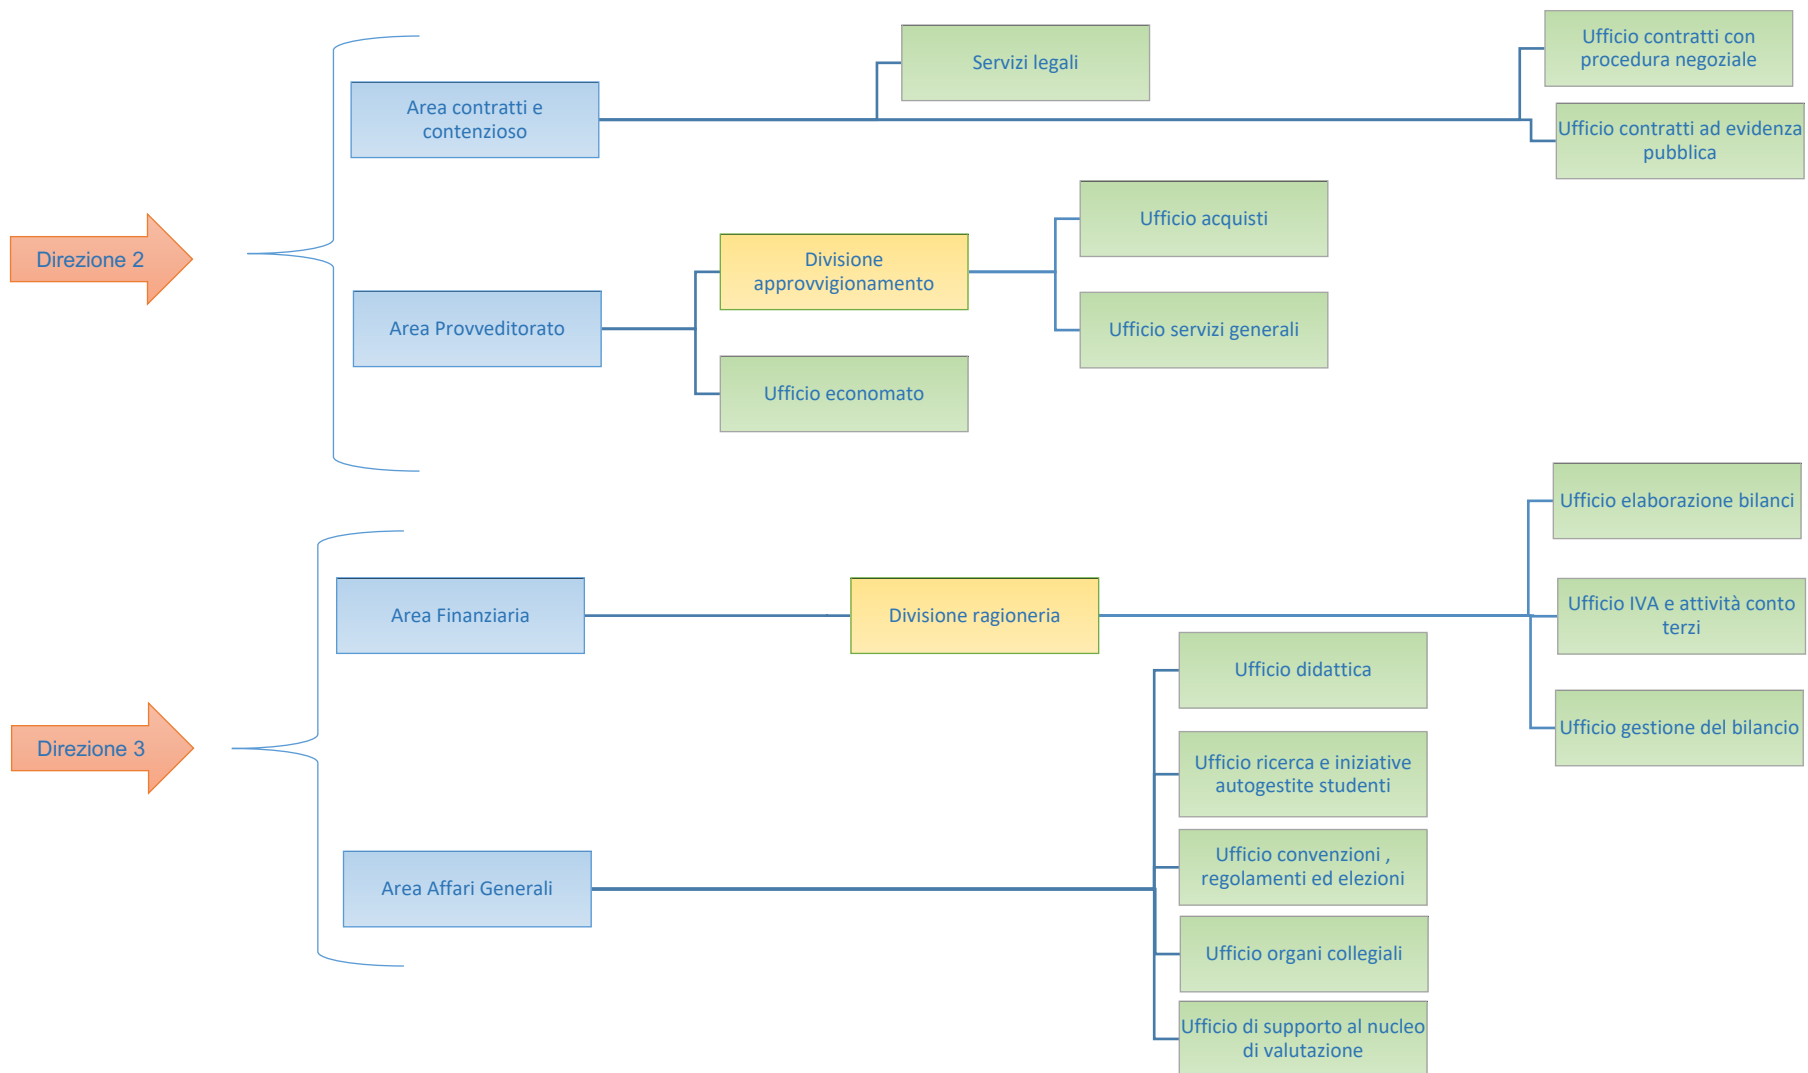 Servizi legali
Ufficio contratti con
procedura negoziale
Area contratti e
contenzioso
Ufficio contratti ad evidenza
pubblica
Direzione 2
Ufficio acquisti
Divisione
approvvigionamento
Area Provveditorato
Ufficio servizi generali
Ufficio economato
Ufficio elaborazione bilanci
Area Finanziaria
Divisione ragioneria
Ufficio IVA e attività conto
terzi
Ufficio didattica
Ufficio gestione del bilancio
Direzione 3
Ufficio ricerca e iniziative
autogestite studenti
Ufficio convenzioni ,
regolamenti ed elezioni
Area Affari Generali
Ufficio organi collegiali
Ufficio di supporto al nucleo
di valutazione